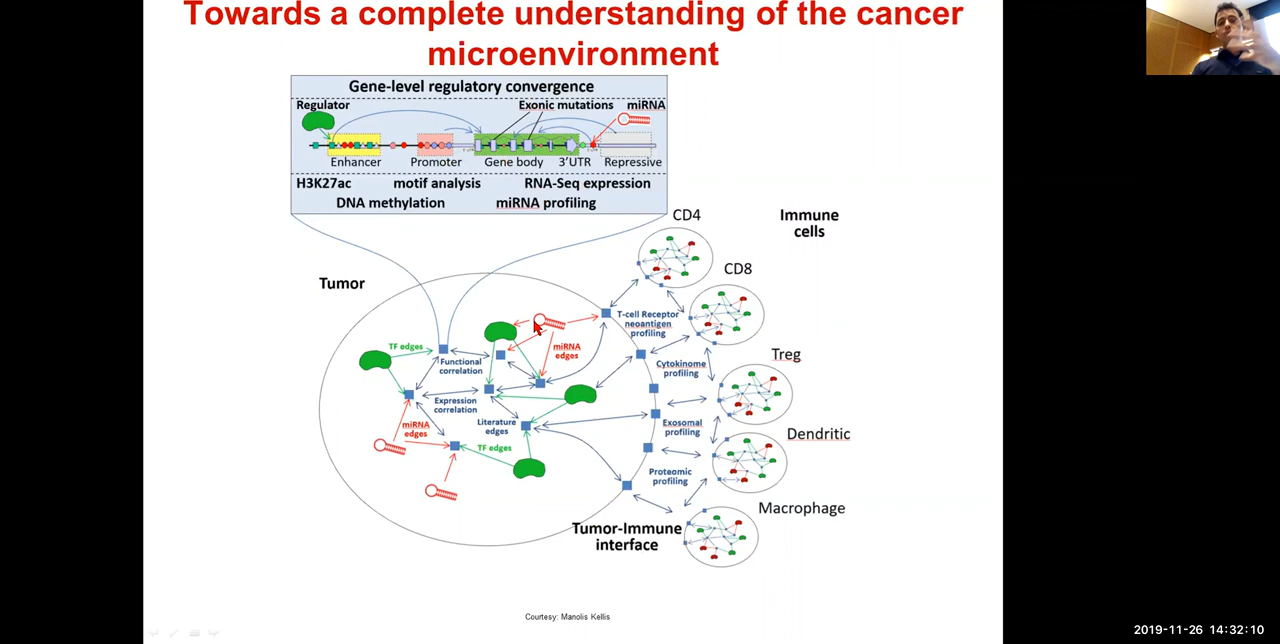 Towards a complete understanding of the cancer
microenvironment
Gene-level regulatory convergence
Regulator
Exonic mutations
miRNA
Enhancer
Promoter
Gene body
3'UTR
Repressive
H3K27ac
motif analysis
RNA-Seq expression
DNA methylation
miRNA profiling
CD4
Immune
cells
CD8
Tumor
T-cell Receptor
neoantigen
profiling
TF edges
miRNA
edges
Functional
correlation
Treg
Cytokinome
profiling
Expression
correlation
miRNA
edges
Literature
edges
Exosomal
profiling
Dendritic
TF edges
Proteomic
profiling
Macrophage
Tumor-Immune
interface
Courtesy: Manolis Kellis
2019-11-26 14:32:10